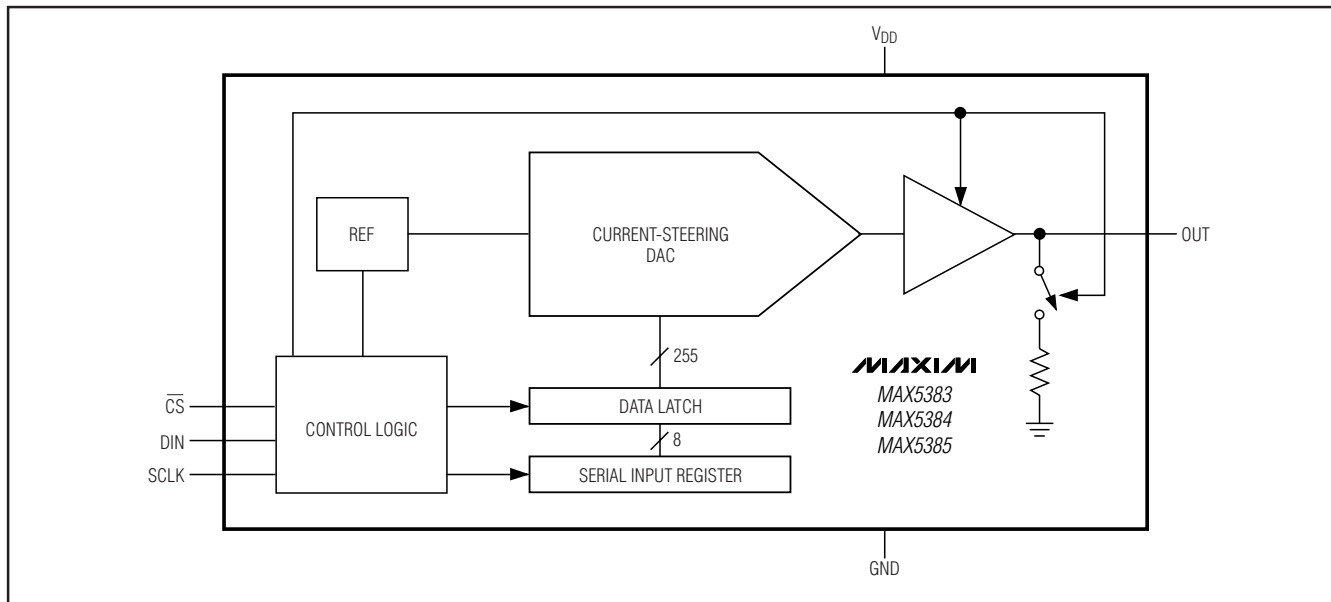 VDD
REF
CURRENT-STEERING
DAC
OUT
255
MAXIM
MAX5383
MAX5384
MAX5385
CS
DIN
SCLK
CONTROL LOGIC
DATA LATCH
8
SERIAL INPUT REGISTER
GND